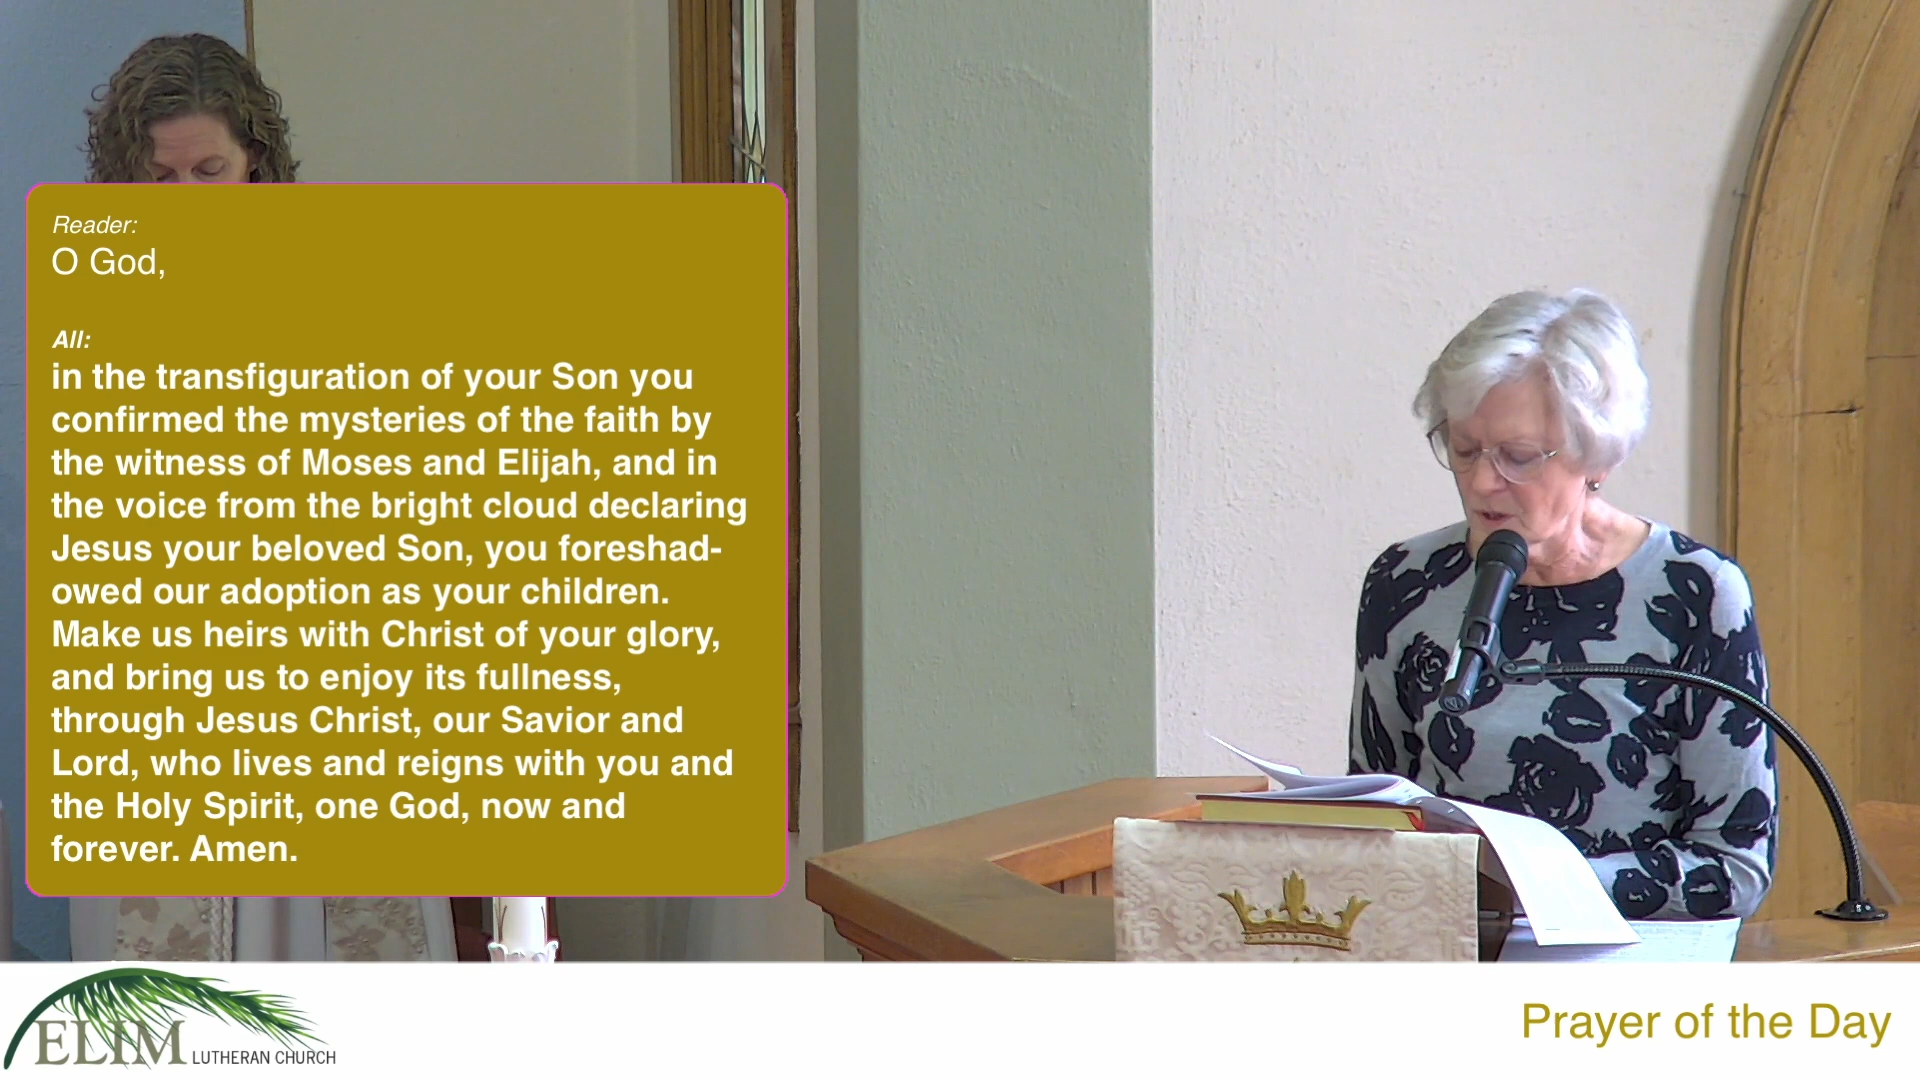 Reader:
O God,
All:
in the transfiguration of your Son you
confirmed the mysteries of the faith by
the witness of Moses and Elijah, and in
the voice from the bright cloud declaring
Jesus your beloved Son, you foreshad-
owed our adoption as your children.
Make us heirs with Christ of your glory,
and bring us to enjoy its fullness,
through Jesus Christ, our Savior and
Lord, who lives and reigns with you and
the Holy Spirit, one God, now and
forever. Amen.
ELIM LUTHERAN CHURCH
Prayer of the Day